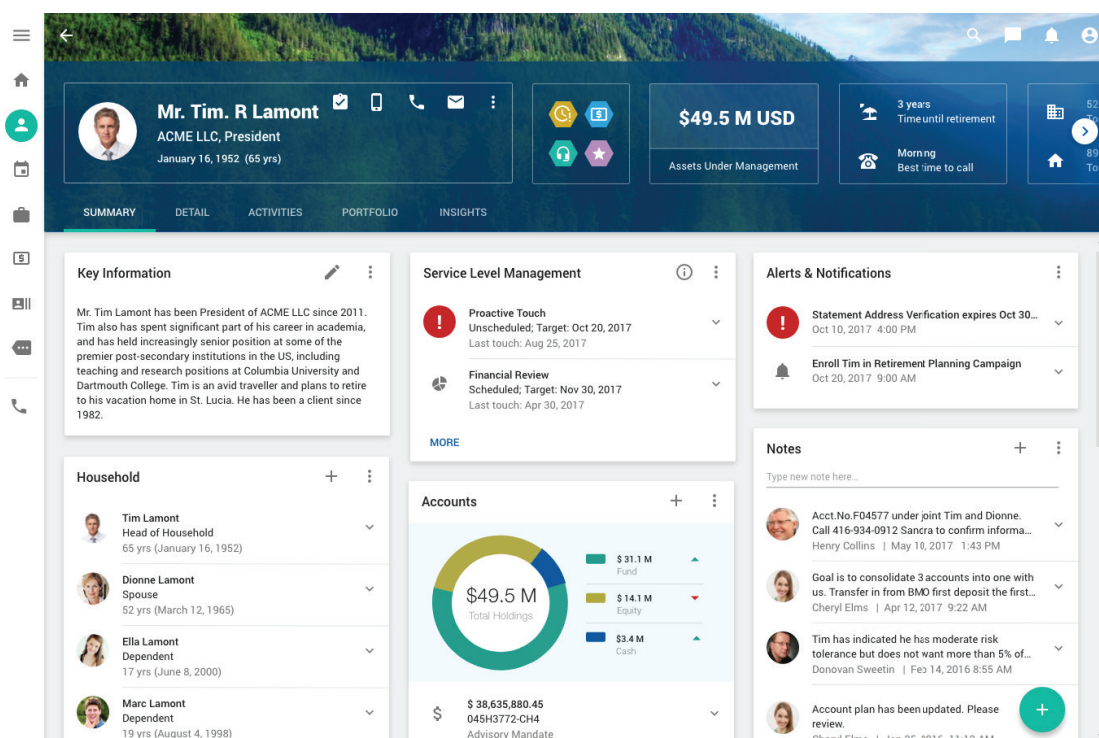 Mr. Tim. R Lamont
ACME LLC, President
January 16, 1952 (65 yrs)
$49.5 M USD
Assets Under Management
3 years
Time until retirement
Morning
Best time to call
52
To
89
To
SUMMARY DETAIL ACTIVITIES PORTFOLIO INSIGHTS
Key Information
Mr. Tim Lamont has been President of ACME LLC since 2011.
Tim also has spent significant part of his career in academia,
and has held increasingly senior position at some of the
premier post-secondary institutions in the US, including
teaching and research positions at Columbia University and
Dartmouth College. Tim is an avid traveller and plans to retire
to his vacation home in St. Lucia. He has been a client since
1982.
Household
Tim Lamont
Head of Household
65 yrs (January 16, 1952)
Dionne Lamont
Spouse
52 yrs (March 12, 1965)
Ella Lamont
Dependent
17 yrs (June 8, 2000)
Marc Lamont
Dependent
19 yrs (August 4, 1998)
Service Level Management
Proactive Touch
Unscheduled; Target: Oct 20, 2017
Last touch: Aug 25, 2017
Financial Review
Scheduled; Target: Nov 30, 2017
Last touch: Apr 30, 2017
MORE
Accounts
$49.5 M
Total Holdings
$ 31.1 M
Fund
$ 14.1 M
Equity
$3.4 M
Cash
$ 38,635,880.45
045H3772-CH4
Advisory Mandate
Alerts & Notifications
Statement Address Verification expires Oct 30...
Oct 10, 2017 4:00 PM
Enroll Tim in Retirement Planning Campaign
Oct 20, 2017 9:00 AM
Notes
Type new note here...
Acct.No.F04577 under joint Tim and Dionne.
Call 416-934-0912 Sancra to confirm informa...
Henry Collins | May 10, 2017 1:43 PM
Goal is to consolidate 3 accounts into one with
us. Transfer in from BMO first deposit the first...
Cheryl Elms | Apr 12, 2017 9:22 AM
Tim has indicated he has moderate risk
tolerance but does not want more than 5% of...
Donovan Sweetin | Feb 14, 2016 8:55 AM
Account plan has been updated. Please
review.
Cheryl Elms | Jan 25, 2016 11:12 AM